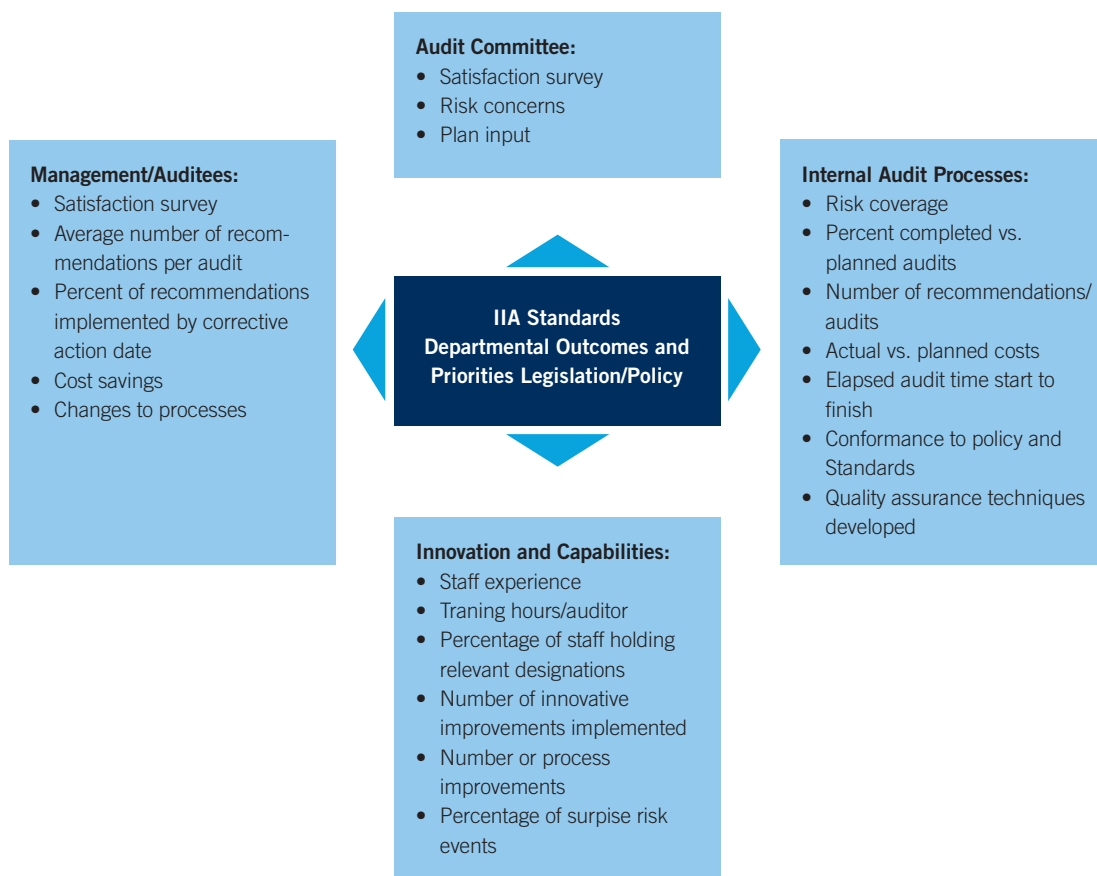 Audit Committee:
• Satisfaction survey
• Risk concerns
• Plan input
Management/Auditees:
• Satisfaction survey
• Average number of recom-
mendations per audit
• Percent of recommendations
implemented by corrective
action date
• Cost savings
• Changes to processes
IIA Standards
Departmental Outcomes and
Priorities Legislation/Policy
Internal Audit Processes:
• Risk coverage
• Percent completed vs.
planned audits
• Number of recommendations/
audits
• Actual vs. planned costs
• Elapsed audit time start to
finish
• Conformance to policy and
Standards
• Quality assurance techniques
developed
Innovation and Capabilities:
• Staff experience
• Traning hours/auditor
• Percentage of staff holding
relevant designations
• Number of innovative
improvements implemented
• Number or process
improvements
• Percentage of surprise risk
events